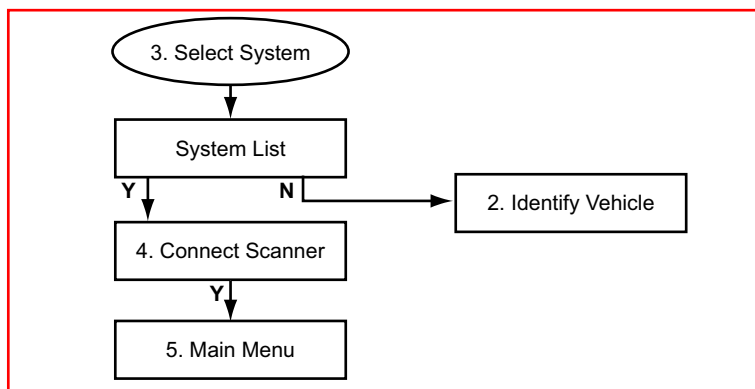 3. Select System
System List
Y
N
2. Identify Vehicle
4. Connect Scanner
Y
5. Main Menu